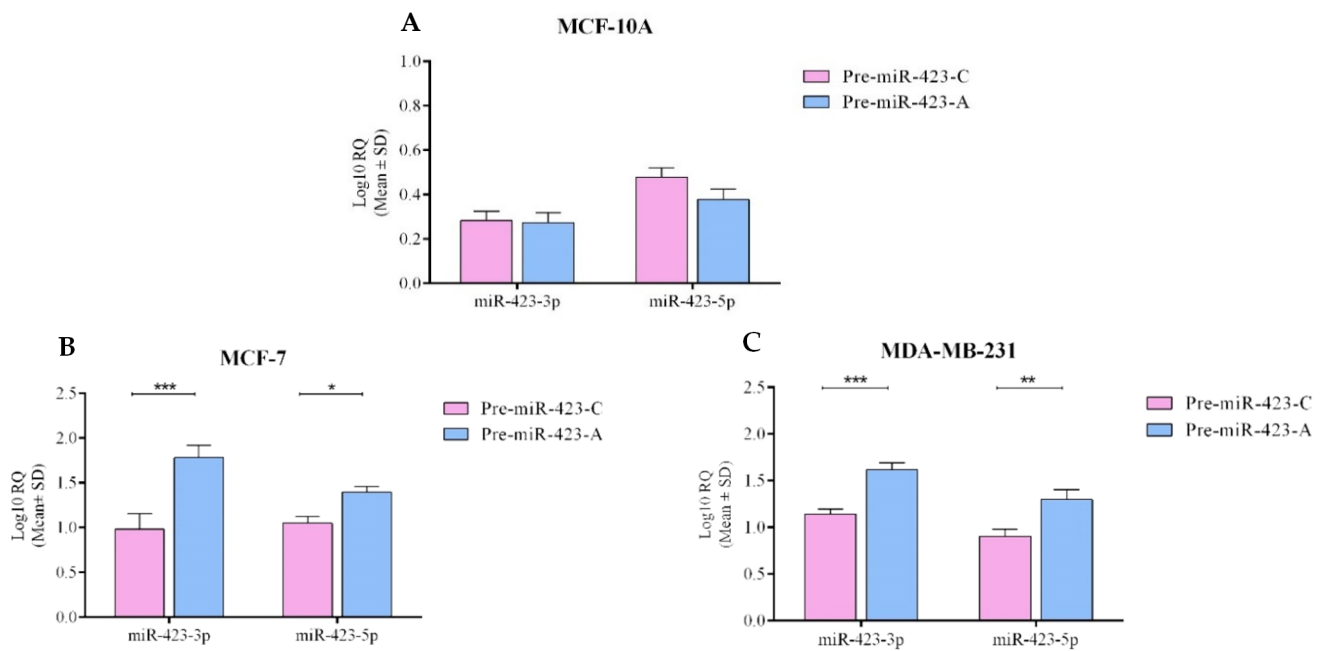 A
MCF-10A
Log10 RQ
(Mean ± SD)
1.0
0.8
0.6
0.4
0.2
0.0
miR-423-3p
miR-423-5p
Pre-miR-423-C
Pre-miR-423-A
B
MCF-7
Log10 RQ
(Mean± SD)
2.5
2.0
1.5
1.0
0.5
0.0
***
*
miR-423-3p
miR-423-5p
Pre-miR-423-C
Pre-miR-423-A
C
MDA-MB-231
Log10 RQ
(Mean ± SD)
2.5
2.0
1.5
1.0
0.5
0.0
***
**
miR-423-3p
miR-423-5p
Pre-miR-423-C
Pre-miR-423-A